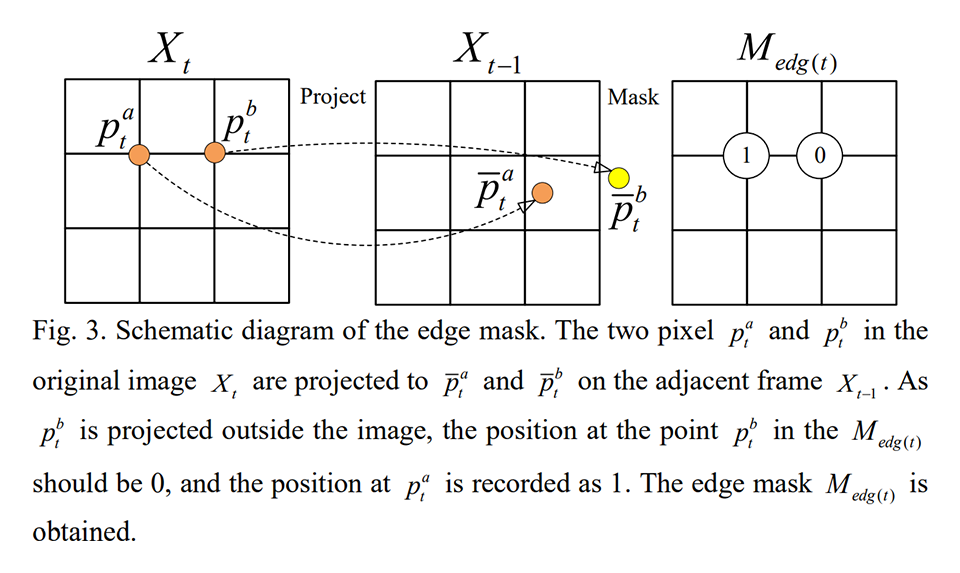 X_t X_{t-1} M_{edg(t)}
Project Mask
p_t^a p_t^b
1 0
p̅_t^a p̅_t^b
Fig. 3. Schematic diagram of the edge mask. The two pixel p_t^a and p_t^b in the
original image X_t are projected to p̅_t^a and p̅_t^b on the adjacent frame X_{t-1}. As
p_t^b is projected outside the image, the position at the point p_t^b in the M_{edg(t)}
should be 0, and the position at p_t^a is recorded as 1. The edge mask M_{edg(t)} is
obtained.